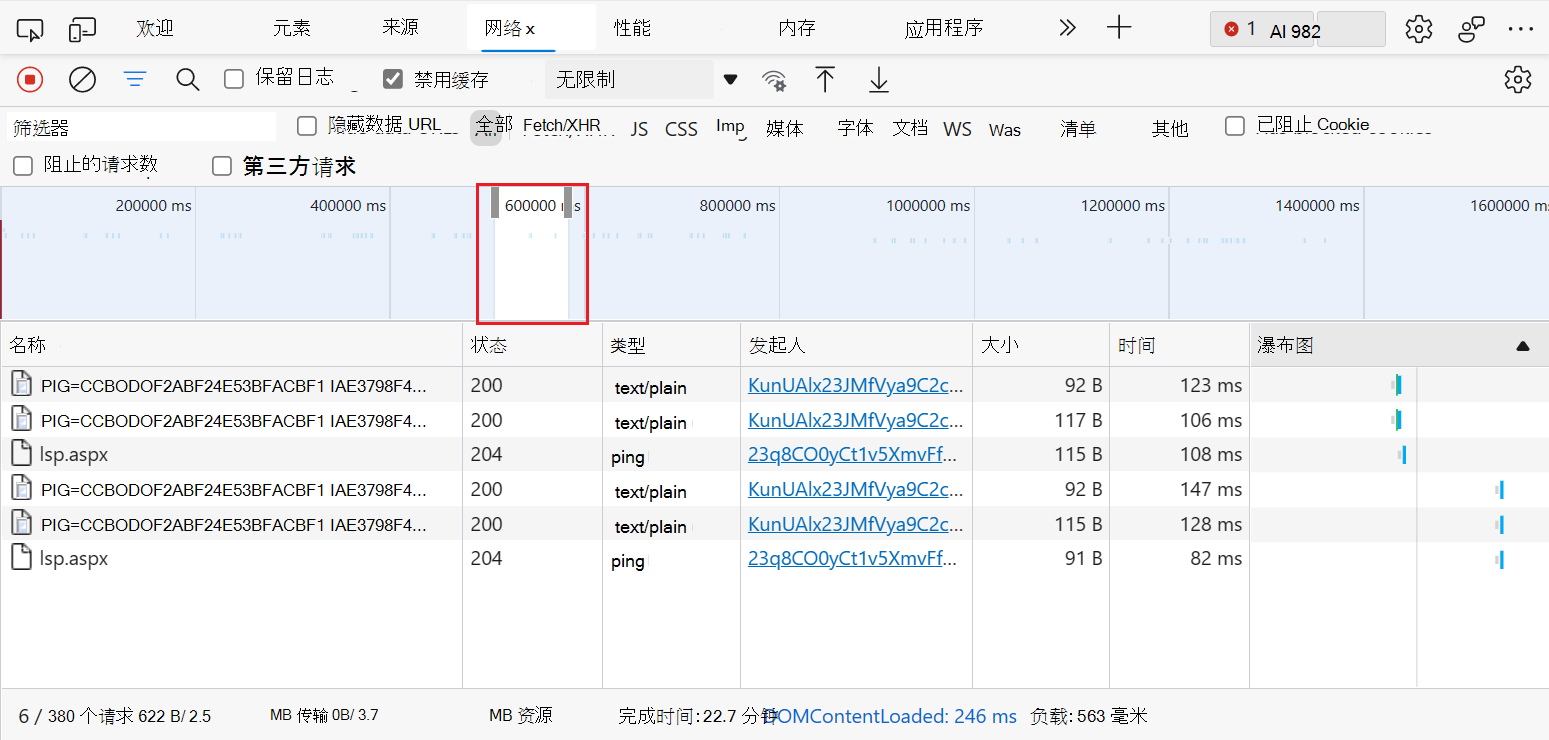 欢迎 元素 来源 网络 x 性能 内存 应用程序 1 AI 982
保留日志 禁用缓存 无限制
筛选器 隐藏数据 URL 全部 Fetch/XHR JS CSS Imp 媒体 字体 文档 WS Was 清单 其他 已阻止 Cookie
阻止的请求数 第三方请求
200000 ms 400000 ms 600000 ms 800000 ms 1000000 ms 1200000 ms 1400000 ms 1600000 ms
名称 状态 类型 发起人 大小 时间 瀑布图
PIG=CCBODOF2ABF24E53BFACBF1 IAE3798F4... 200 text/plain KunUAlx23JMfVya9C2c... 92 B 123 ms
PIG=CCBODOF2ABF24E53BFACBF1 IAE3798F4... 200 text/plain KunUAlx23JMfVya9C2c... 117 B 106 ms
lsp.aspx 204 ping 23q8CO0yCt1v5XmvFf... 115 B 108 ms
PIG=CCBODOF2ABF24E53BFACBF1 IAE3798F4... 200 text/plain KunUAlx23JMfVya9C2c... 92 B 147 ms
PIG=CCBODOF2ABF24E53BFACBF1 IAE3798F4... 200 text/plain KunUAlx23JMfVya9C2c... 115 B 128 ms
lsp.aspx 204 ping 23q8CO0yCt1v5XmvFf... 91 B 82 ms
6 / 380 个请求 622 B/ 2.5 MB 传输 0B/ 3.7 MB 资源 完成时间: 22.7 分钟 DOMContentLoaded: 246 ms 负载: 563 毫米